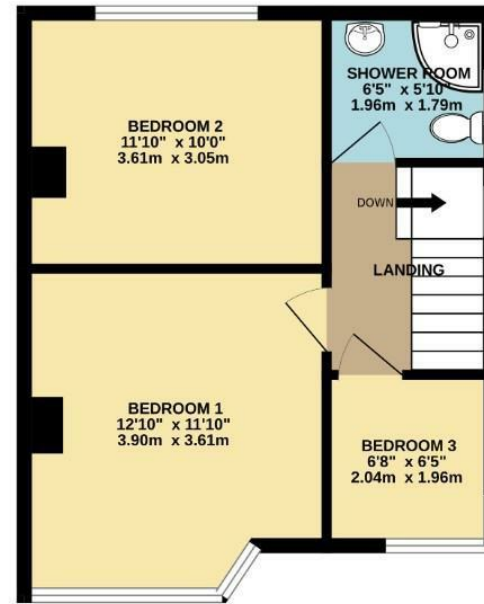 BEDROOM 2
11'10" x 10'0"
3.61m x 3.05m
SHOWER ROOM
6'5" x 5'10"
1.96m x 1.79m
DOWN
LANDING
BEDROOM 1
12'10" x 11'10"
3.90m x 3.61m
BEDROOM 3
6'8" x 6'5"
2.04m x 1.96m